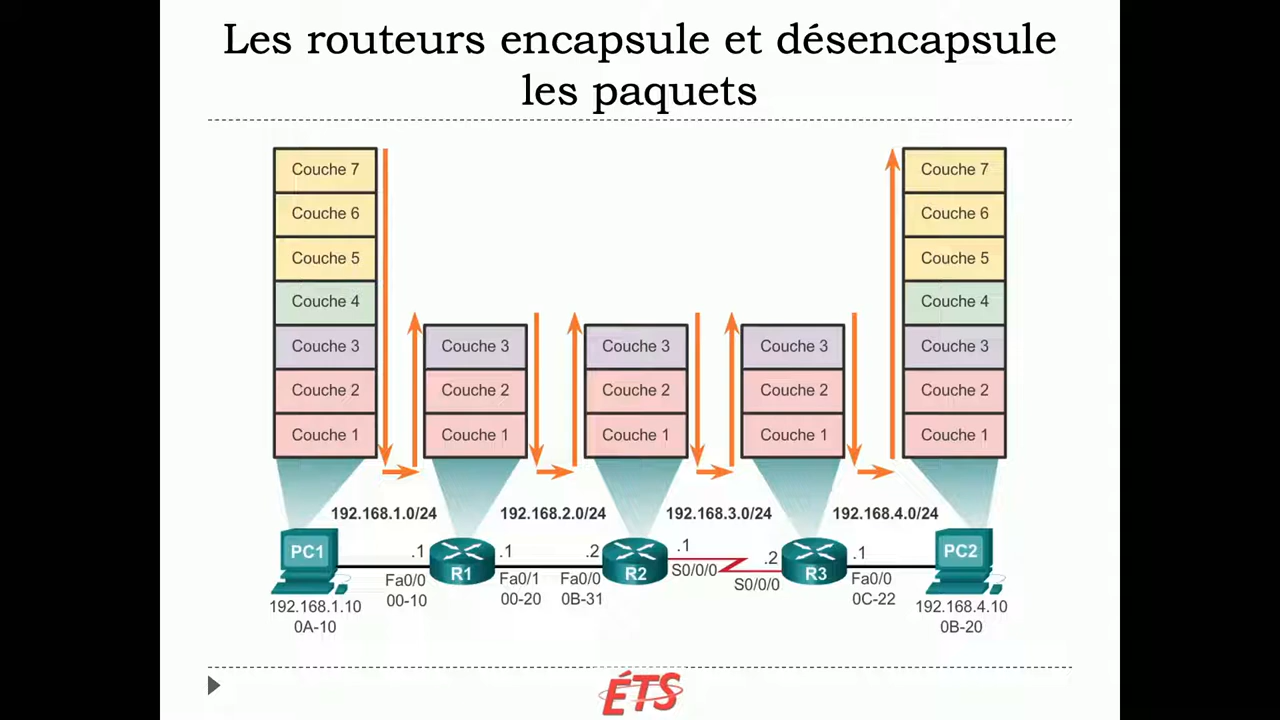 Les routeurs encapsule et désencapsule
les paquets
Couche 7
Couche 6
Couche 5
Couche 4
Couche 3
Couche 2
Couche 1
Couche 3
Couche 2
Couche 1
Couche 3
Couche 2
Couche 1
Couche 3
Couche 2
Couche 1
Couche 7
Couche 6
Couche 5
Couche 4
Couche 3
Couche 2
Couche 1
192.168.1.0/24
192.168.2.0/24
192.168.3.0/24
192.168.4.0/24
PC1
192.168.1.10
0A-10
.1
Fa0/0
00-10
R1
.1
Fa0/1
00-20
.2
Fa0/0
0B-31
R2
.1
S0/0/0
.2
S0/0/0
R3
.1
Fa0/0
0C-22
PC2
192.168.4.10
0B-20
ÉTS